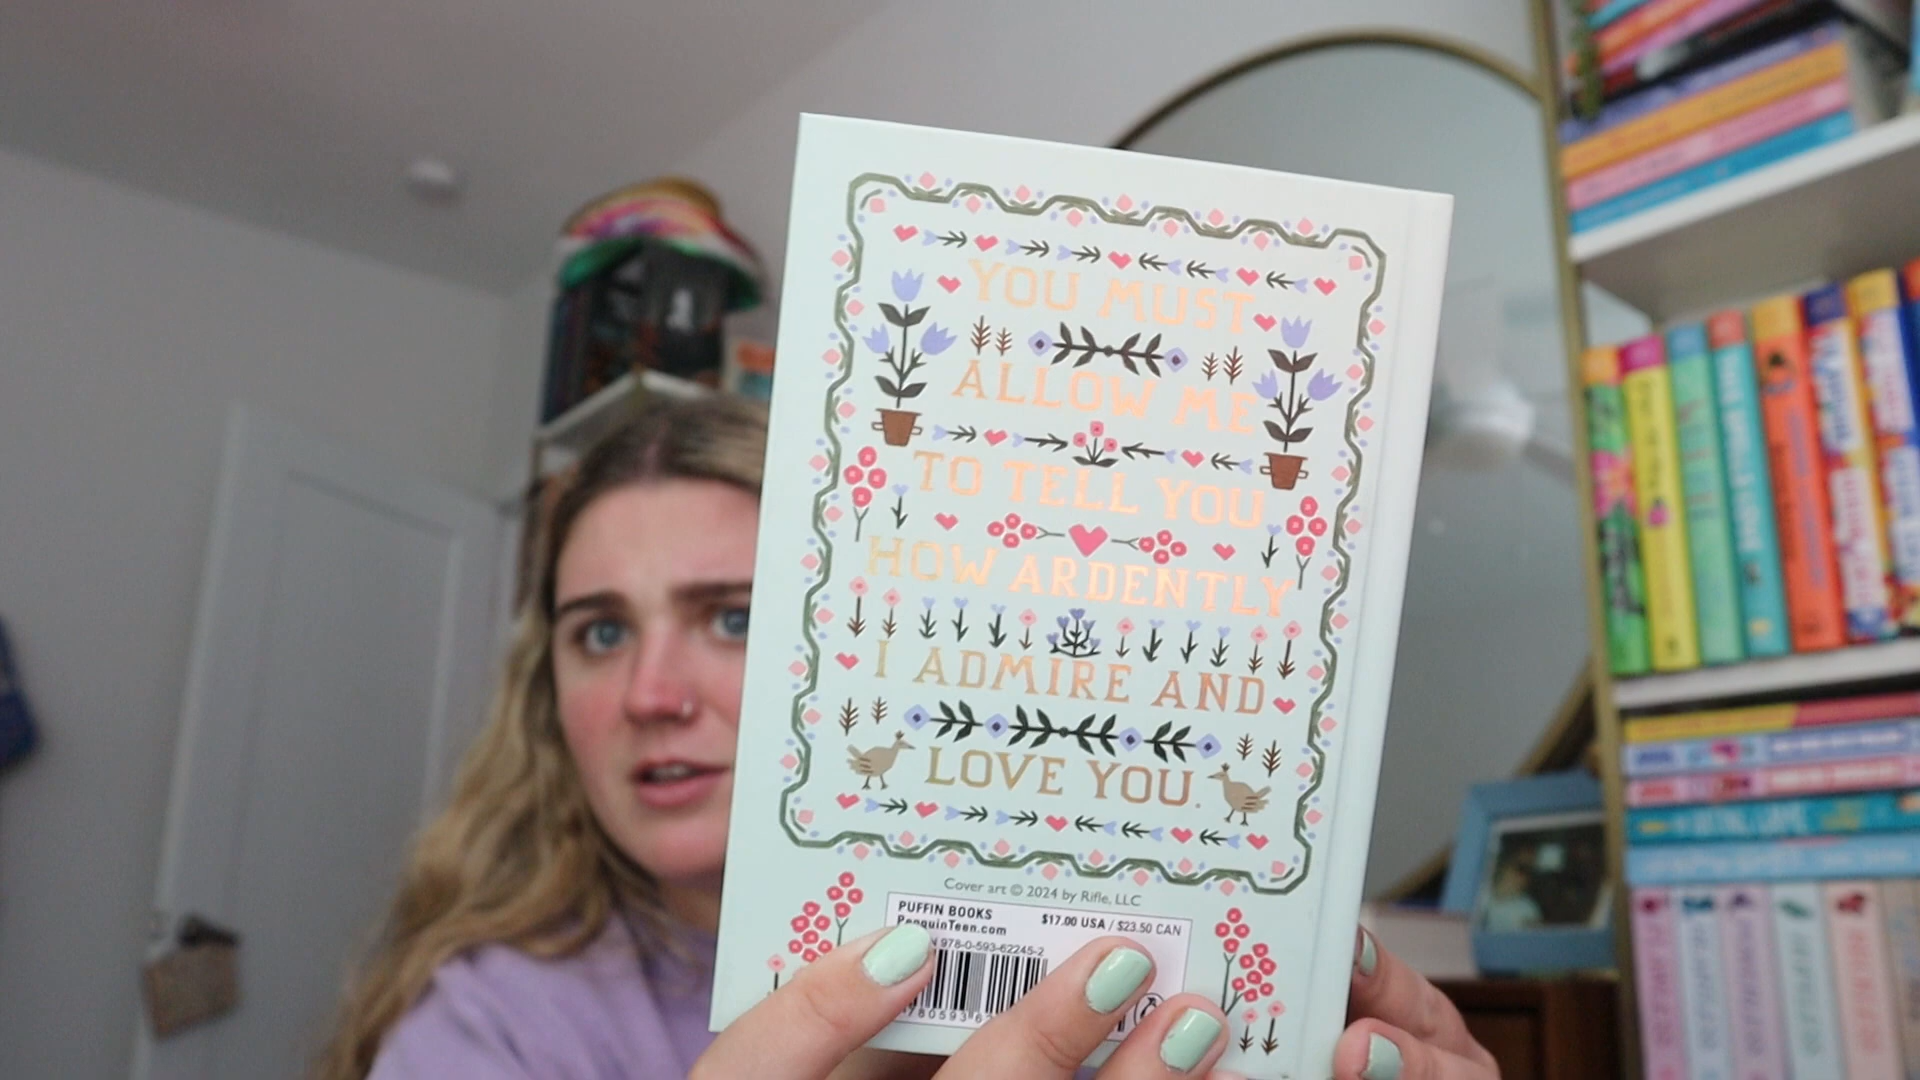 YOU MUST
ALLOW ME
TO TELL YOU
HOW ARDENTLY
I ADMIRE AND
LOVE YOU.
Cover art © 2024 by Rifle, LLC
PUFFIN BOOKS
PenguinTeen.com
$17.00 USA / $23.50 CAN
978-0-593-62245-2